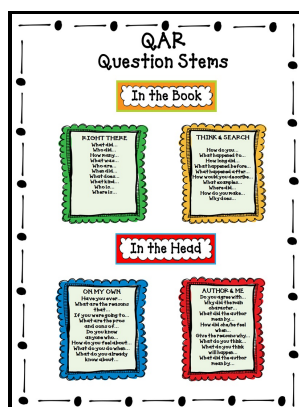 QAR
Question Stems
In the Book
RIGHT THERE
What did...
Who did...
How many...
What was...
Who are...
When did...
What does...
What kind...
Who is...
Where is...
THINK & SEARCH
How do you...
What happened to...
How long did...
What happened before...
What happened after...
How would you describe...
What examples...
Where did...
How do you make...
Why does...
In the Head
ON MY OWN
Have you ever...
What are the reasons
that...
If you were going to...
What are the pros
and cons of...
Do you know
anyone who...
How do you feel about...
What do you do when...
What do you already
know about...
AUTHOR & ME
Do you agree with...
Why did the main
character...
What did the author
mean by...
How did she/he feel
when...
Give the reasons why...
What do you think...
What do you think
will happen...
What did the author
mean by...